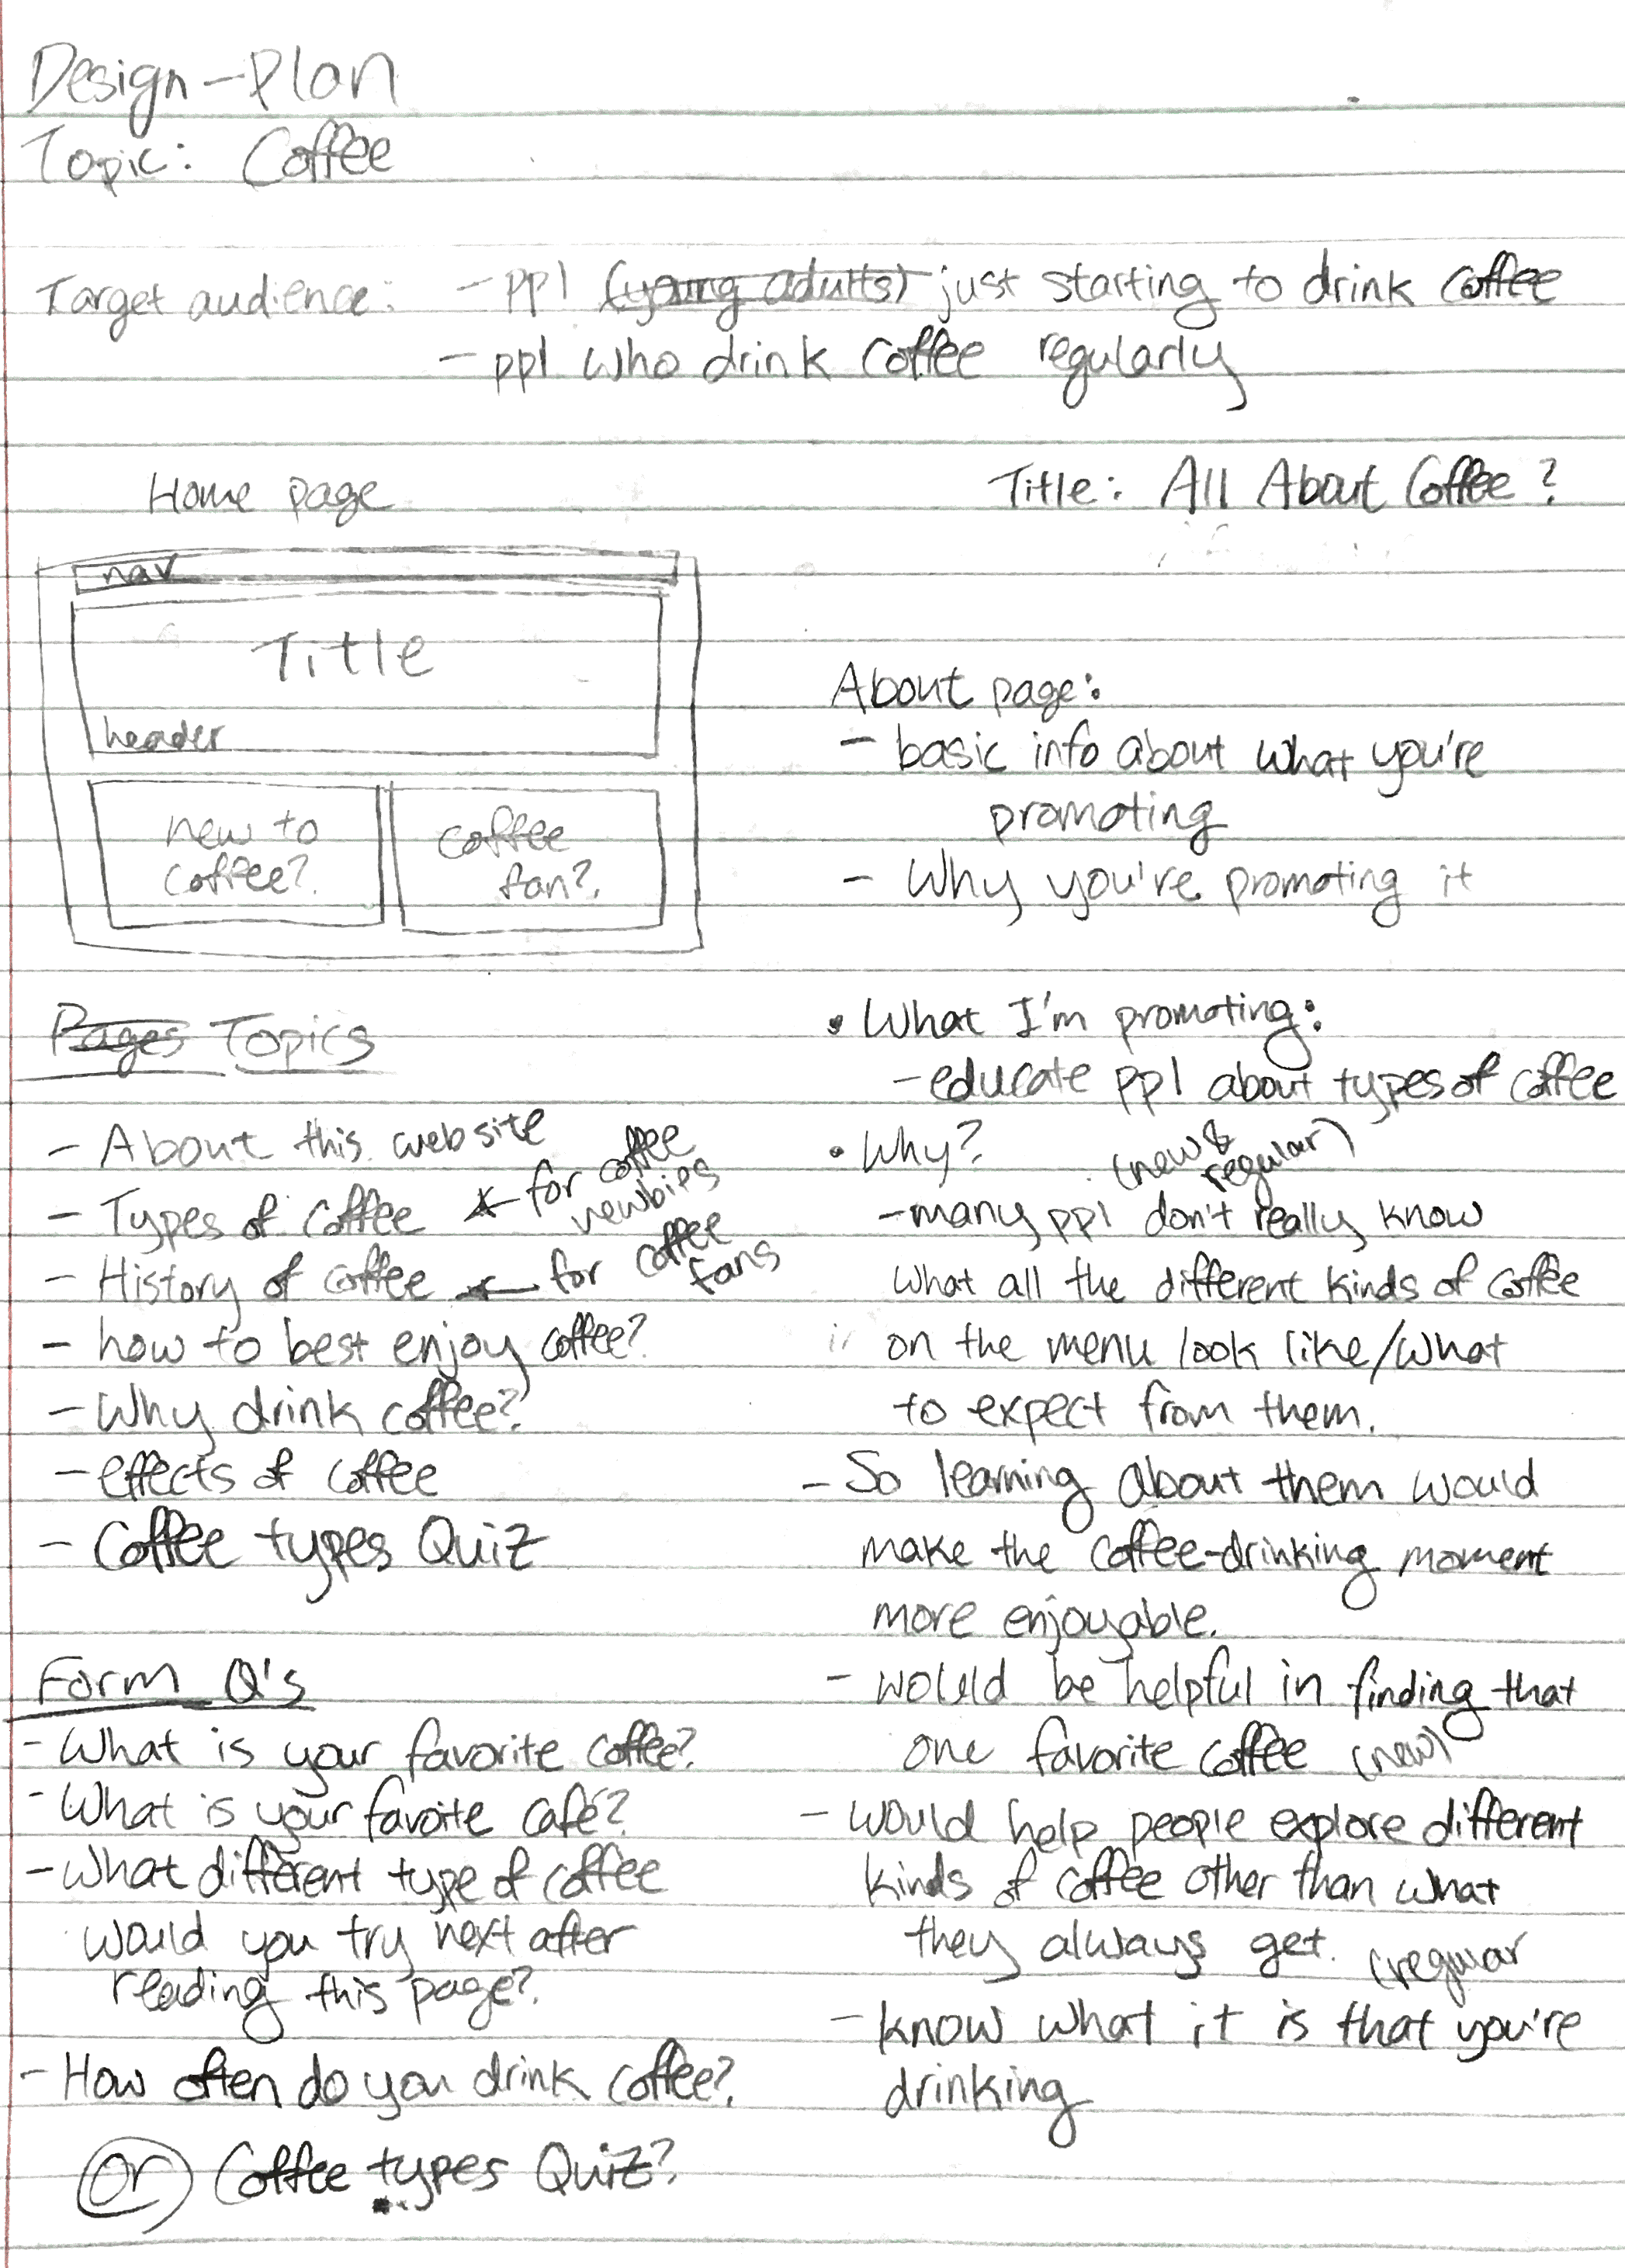 Design-Plan
Topic: Coffee
Target audience: - ppl (young adults) just starting to drink coffee
- ppl who drink coffee regularly
Home page
nav
Title
header
new to
coffee?
coffee
fan?
Title: All About Coffee?
About page:
- basic info about what you're
promoting
- Why you're promoting it
Pages Topics
- About this website
- Types of coffee ← for coffee
newbies
- History of coffee ← for coffee
fans
- how to best enjoy coffee?
- Why drink coffee?
- effects of coffee
- Coffee types Quiz
Form Q's
- What is your favorite coffee?
- What is your favoite café?
- What different type of coffee
would you try next after
reading this page?
- How often do you drink coffee?
or Coffee types Quiz?
• What I'm promoting:
- educate ppl about types of coffee
• Why?
(new &
regular)
- many ppl don't really know
what all the different kinds of coffee
on the menu look like/what
to expect from them.
- So learning about them would
make the coffee-drinking moment
more enjoyable.
- would be helpful in finding that
one favorite coffee (new)
- would help people explore different
kinds of coffee other than what
they always get. (regular
- know what it is that you're
drinking